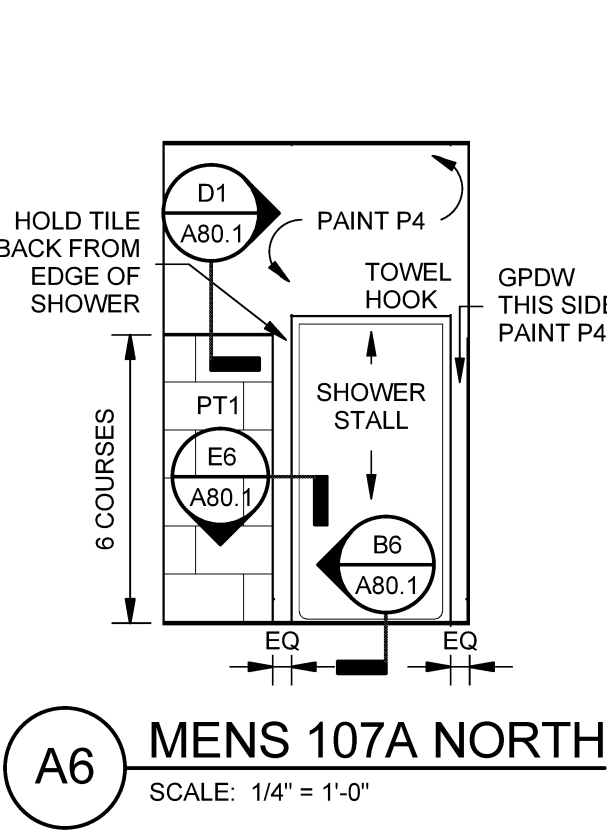 D1
A80.1
PAINT P4
HOLD TILE
BACK FROM
EDGE OF
SHOWER
TOWEL
HOOK
GPDW
THIS SIDE
PAINT P4
SHOWER
STALL
PT1
6 COURSES
E6
A80.1
B6
A80.1
EQ
EQ
A6
MENS 107A NORTH
SCALE: 1/4" = 1'-0"